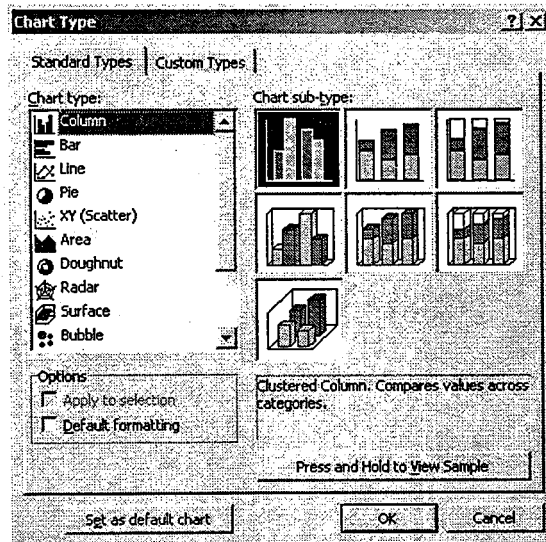 Chart Type
Standard Types
Custom Types
Chart type:
Column
Bar
Line
Pie
XY (Scatter)
Area
Doughnut
Radar
Surface
Bubble
Chart sub-type:
Options
Apply to selection
Default formatting
Clustered Column. Compares values across
categories.
Press and Hold to View Sample
Set as default chart
OK
Cancel